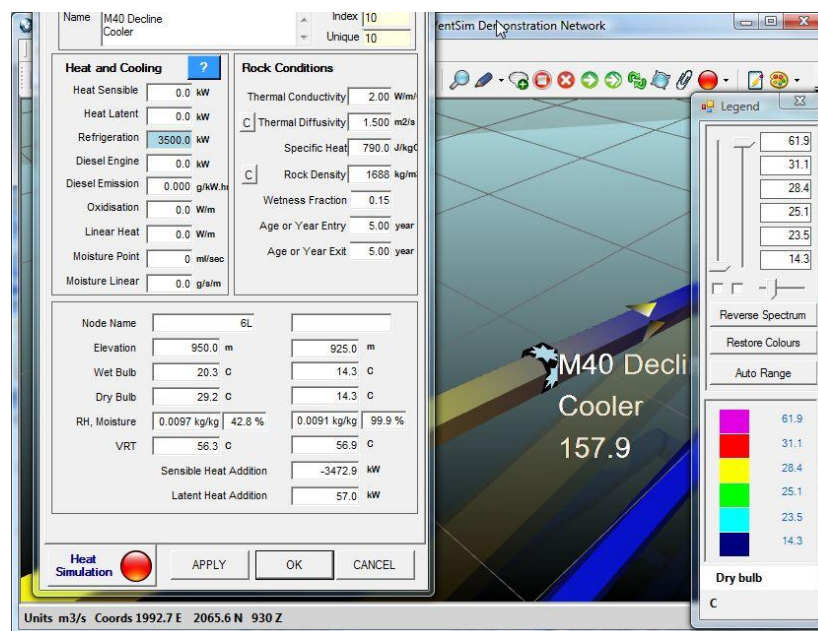 VentSim Demonstration Network
Name M40 Decline
Cooler
Index 10
Unique 10
Heat and Cooling ?
Heat Sensible 0.0 kW
Heat Latent 0.0 kW
Refrigeration 3500.0 kW
Diesel Engine 0.0 kW
Diesel Emission 0.000 g/kW.hr
Oxidisation 0.0 W/m
Linear Heat 0.0 W/m
Moisture Point 0 ml/sec
Moisture Linear 0.0 g/s/m
Rock Conditions
Thermal Conductivity 2.00 W/m/
C Thermal Diffusivity 1.500 m2/s
Specific Heat 790.0 J/kgC
C Rock Density 1688 kg/m
Wetness Fraction 0.15
Age or Year Entry 5.00 year
Age or Year Exit 5.00 year
Node Name 6L
Elevation 950.0 m 925.0 m
Wet Bulb 20.3 C 14.3 C
Dry Bulb 29.2 C 14.3 C
RH, Moisture 0.0097 kg/kg 42.8 % 0.0091 kg/kg 99.9 %
VRT 56.3 C 56.9 C
Sensible Heat Addition -3472.9 kW
Latent Heat Addition 57.0 kW
Heat
Simulation
APPLY
OK
CANCEL
M40 Decli
Cooler
157.9
Legend
61.9
31.1
28.4
25.1
23.5
14.3
Reverse Spectrum
Restore Colours
Auto Range
61.9
31.1
28.4
25.1
23.5
14.3
Dry bulb
C
Units m3/s Coords 1992.7 E 2065.6 N 930 Z